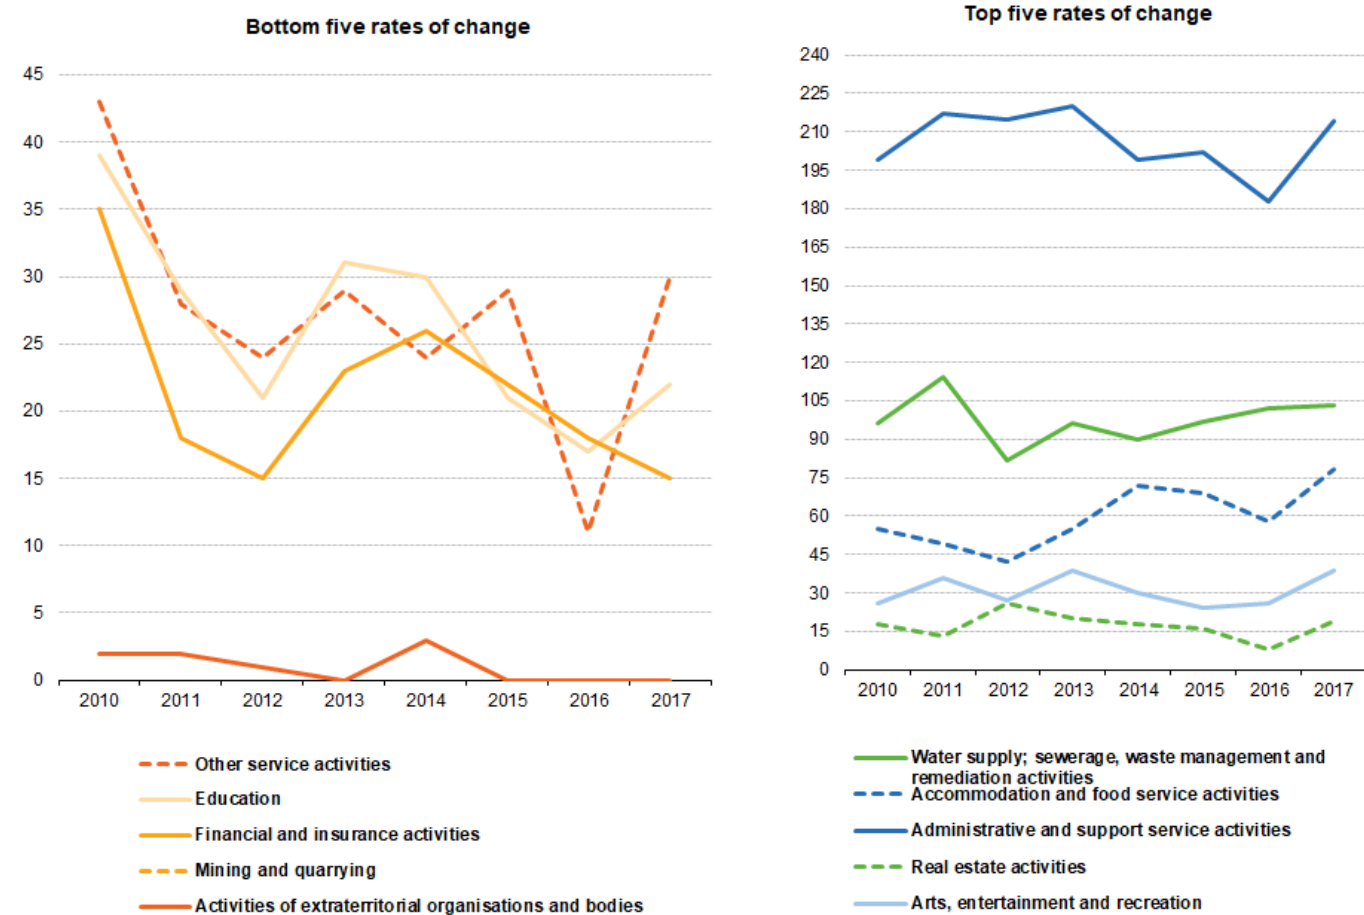 Bottom five rates of change
45
40
35
30
25
20
15
10
5
0
2010 2011 2012 2013 2014 2015 2016 2017
Other service activities
Education
Financial and insurance activities
Mining and quarrying
Activities of extraterritorial organisations and bodies
Top five rates of change
240
225
210
195
180
165
150
135
120
105
90
75
60
45
30
15
0
2010 2011 2012 2013 2014 2015 2016 2017
Water supply; sewerage, waste management and
remediation activities
Accommodation and food service activities
Administrative and support service activities
Real estate activities
Arts, entertainment and recreation